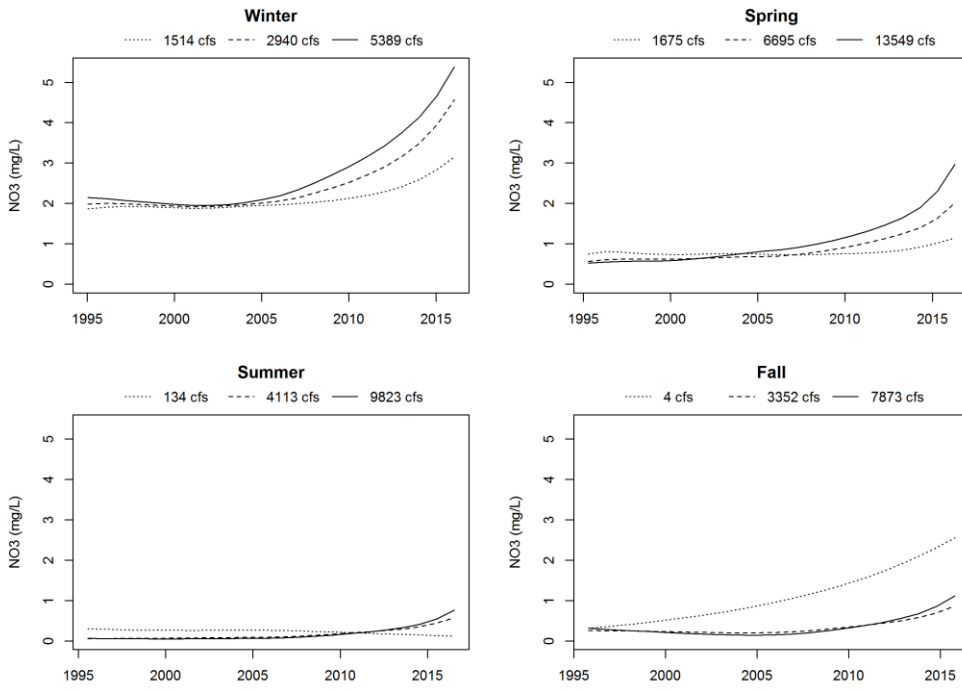 Winter
1514 cfs 2940 cfs 5389 cfs
NO3 (mg/L)
5
4
3
2
1
0
1995 2000 2005 2010 2015
Spring
1675 cfs 6695 cfs 13549 cfs
NO3 (mg/L)
5
4
3
2
1
0
1995 2000 2005 2010 2015
Summer
134 cfs 4113 cfs 9823 cfs
NO3 (mg/L)
5
4
3
2
1
0
1995 2000 2005 2010 2015
Fall
4 cfs 3352 cfs 7873 cfs
NO3 (mg/L)
5
4
3
2
1
0
1995 2000 2005 2010 2015